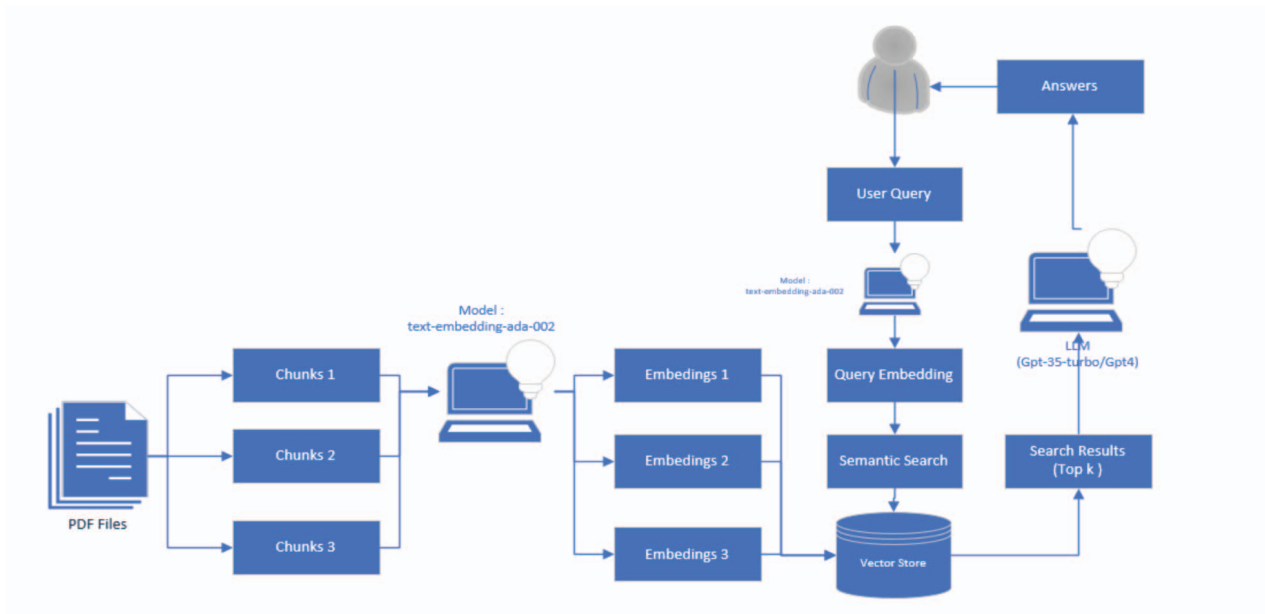 Answers
User Query
Model :
text-embedding-ada-002
Model :
text-embedding-ada-002
LLM
(Gpt-35-turbo/Gpt4)
Chunks 1
Embedings 1
Query Embedding
Chunks 2
Embedings 2
Semantic Search
Search Results
(Top k )
PDF Files
Chunks 3
Embedings 3
Vector Store